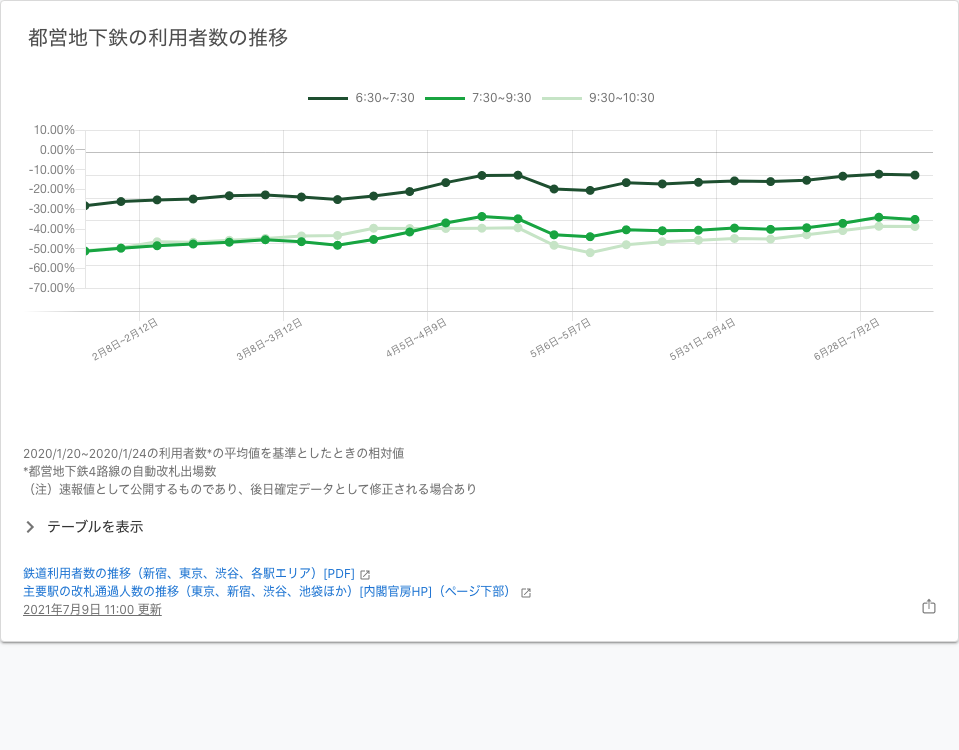 都営地下鉄の利用者数の推移
6:30~7:30 7:30~9:30 9:30~10:30
10.00%
0.00%
-10.00%
-20.00%
-30.00%
-40.00%
-50.00%
-60.00%
-70.00%
2月8日~2月12日 3月8日~3月12日 4月5日~4月9日 5月6日~5月7日 5月31日~6月4日 6月28日~7月2日
2020/1/20~2020/1/24の利用者数*の平均値を基準としたときの相対値
*都営地下鉄4路線の自動改札出場数
（注）速報値として公開するものであり、後日確定データとして修正される場合あり
テーブルを表示
鉄道利用者数の推移（新宿、東京、渋谷、各駅エリア）[PDF]
主要駅の改札通過人数の推移（東京、新宿、渋谷、池袋ほか）[内閣官房HP]（ページ下部）
2021年7月9日 11:00 更新